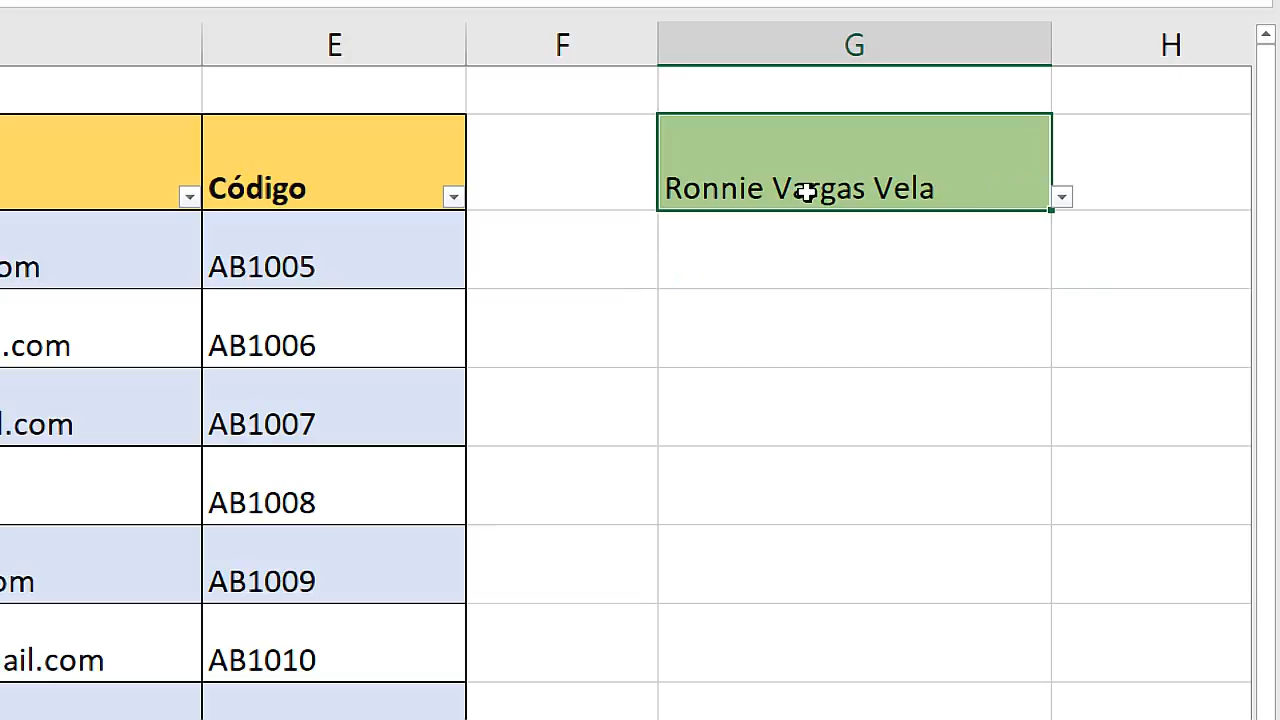 E F G H
Código Ronnie Vargas Vela
om AB1005
.com AB1006
l.com AB1007
AB1008
om AB1009
ail.com AB1010